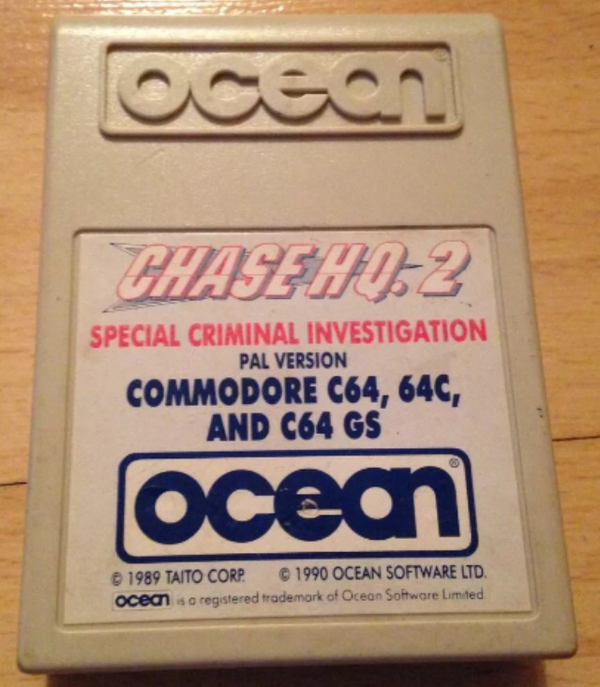 ocean®
CHASE H.Q. 2
SPECIAL CRIMINAL INVESTIGATION
PAL VERSION
COMMODORE C64, 64C,
AND C64 GS
ocean®
© 1989 TAITO CORP. © 1990 OCEAN SOFTWARE LTD.
ocean is a registered trademark of Ocean Software Limited.